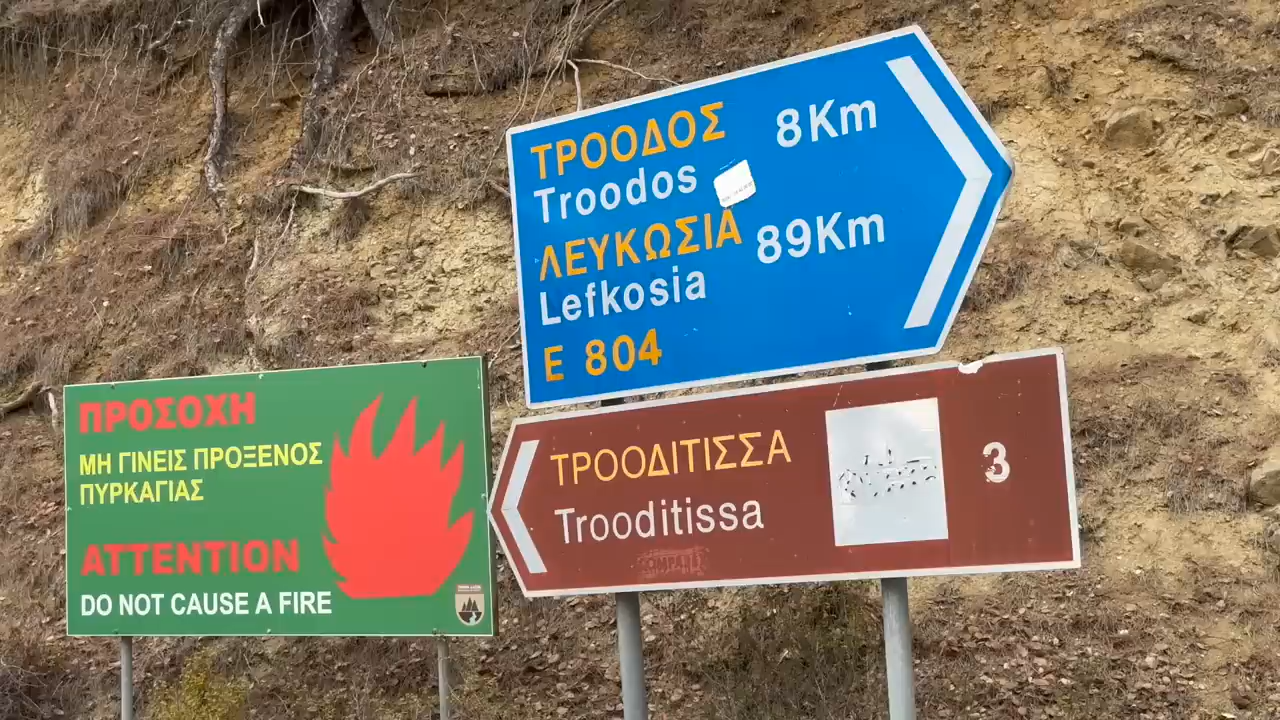 ΤΡΟΟΔΟΣ 8Km
Troodos
ΛΕΥΚΩΣΙΑ 89Km
Lefkosia
E 804
ΤΡΟΟΔΙΤΙΣΣΑ 3
Trooditissa
ΠΡΟΣΟΧΗ
ΜΗ ΓΙΝΕΙΣ ΠΡΟΞΕΝΟΣ
ΠΥΡΚΑΓΙΑΣ
ATTENTION
DO NOT CAUSE A FIRE